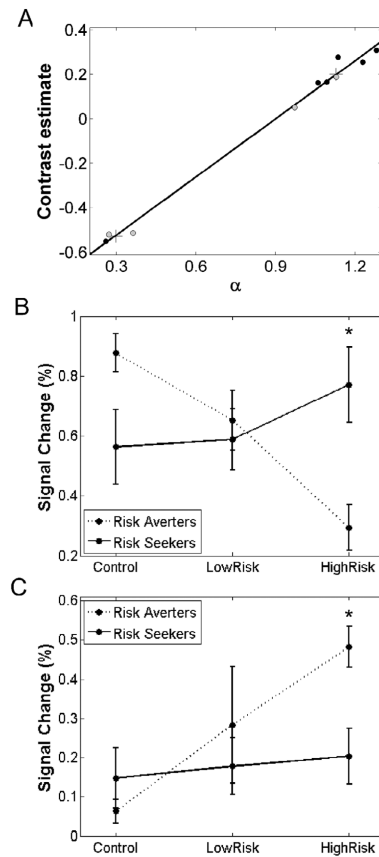 A
0.4
0.2
0
-0.2
-0.4
-0.6
Contrast estimate
0.3 0.6 0.9 1.2
α
B
1
0.8
0.6
0.4
0.2
Signal Change (%)
*
Risk Averters
Risk Seekers
Control LowRisk HighRisk
C
0.6
0.5
0.4
0.3
0.2
0.1
0
Signal Change (%)
*
Risk Averters
Risk Seekers
Control LowRisk HighRisk